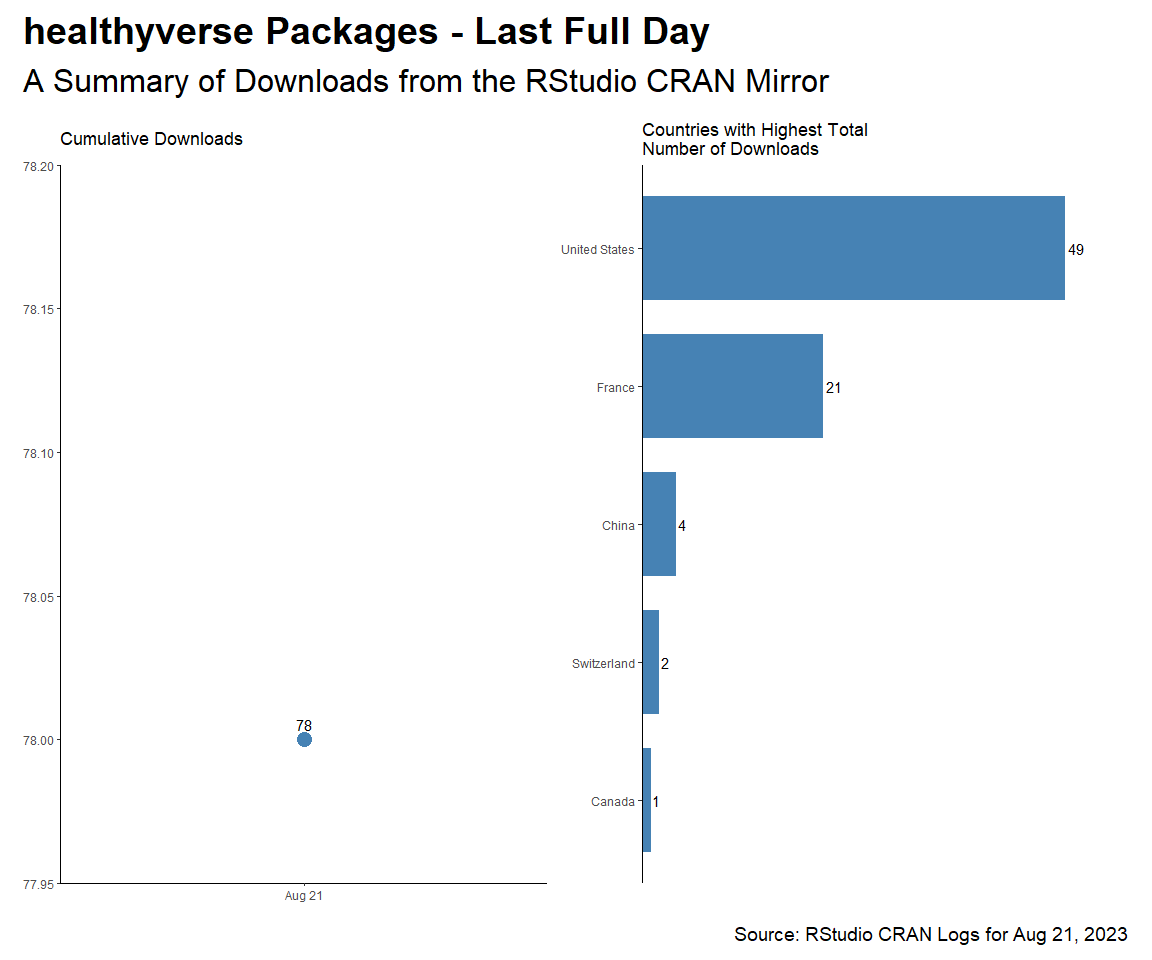 healthyverse Packages - Last Full Day
A Summary of Downloads from the RStudio CRAN Mirror
Cumulative Downloads
78.20
78.15
78.10
78.05
78.00
77.95
78
Aug 21
Countries with Highest Total
Number of Downloads
United States
49
France
21
China
4
Switzerland
2
Canada
1
Source: RStudio CRAN Logs for Aug 21, 2023